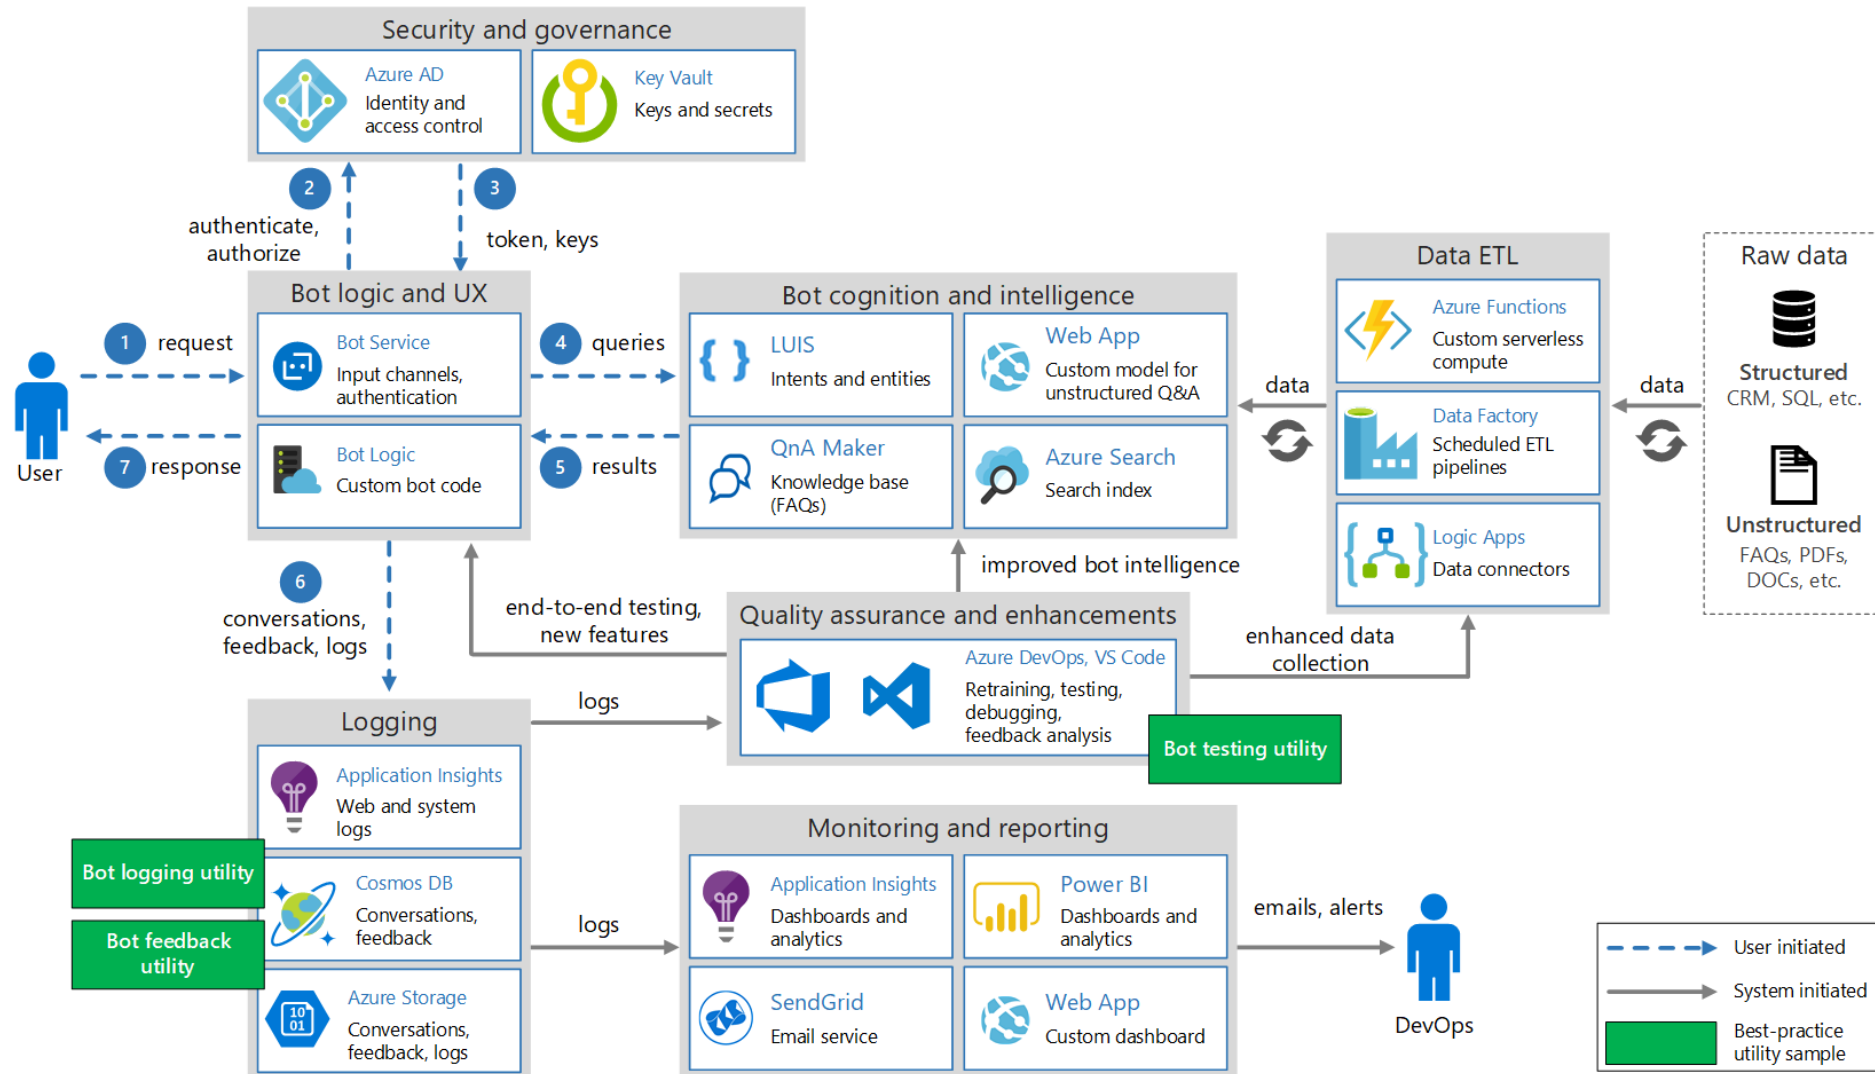 Security and governance
Azure AD
Identity and
access control
Key Vault
Keys and secrets
2
3
authenticate,
authorize
token, keys
Bot logic and UX
1
request
Bot Service
Input channels,
authentication
4
queries
7
response
Bot Logic
Custom bot code
5
results
User
Bot cognition and intelligence
LUIS
Intents and entities
Web App
Custom model for
unstructured Q&A
QnA Maker
Knowledge base
(FAQs)
Azure Search
Search index
data
Data ETL
Azure Functions
Custom serverless
compute
Data Factory
Scheduled ETL
pipelines
Logic Apps
Data connectors
data
Raw data
Structured
CRM, SQL, etc.
Unstructured
FAQs, PDFs,
DOCs, etc.
6
conversations,
feedback, logs
end-to-end testing,
new features
improved bot intelligence
Quality assurance and enhancements
Azure DevOps, VS Code
Retraining, testing,
debugging,
feedback analysis
Bot testing utility
enhanced data
collection
logs
Logging
Application Insights
Web and system
logs
Bot logging utility
Cosmos DB
Conversations,
feedback
Bot feedback
utility
Azure Storage
10
01
Conversations,
feedback, logs
logs
Monitoring and reporting
Application Insights
Dashboards and
analytics
Power BI
Dashboards and
analytics
SendGrid
Email service
Web App
Custom dashboard
emails, alerts
DevOps
User initiated
System initiated
Best-practice
utility sample